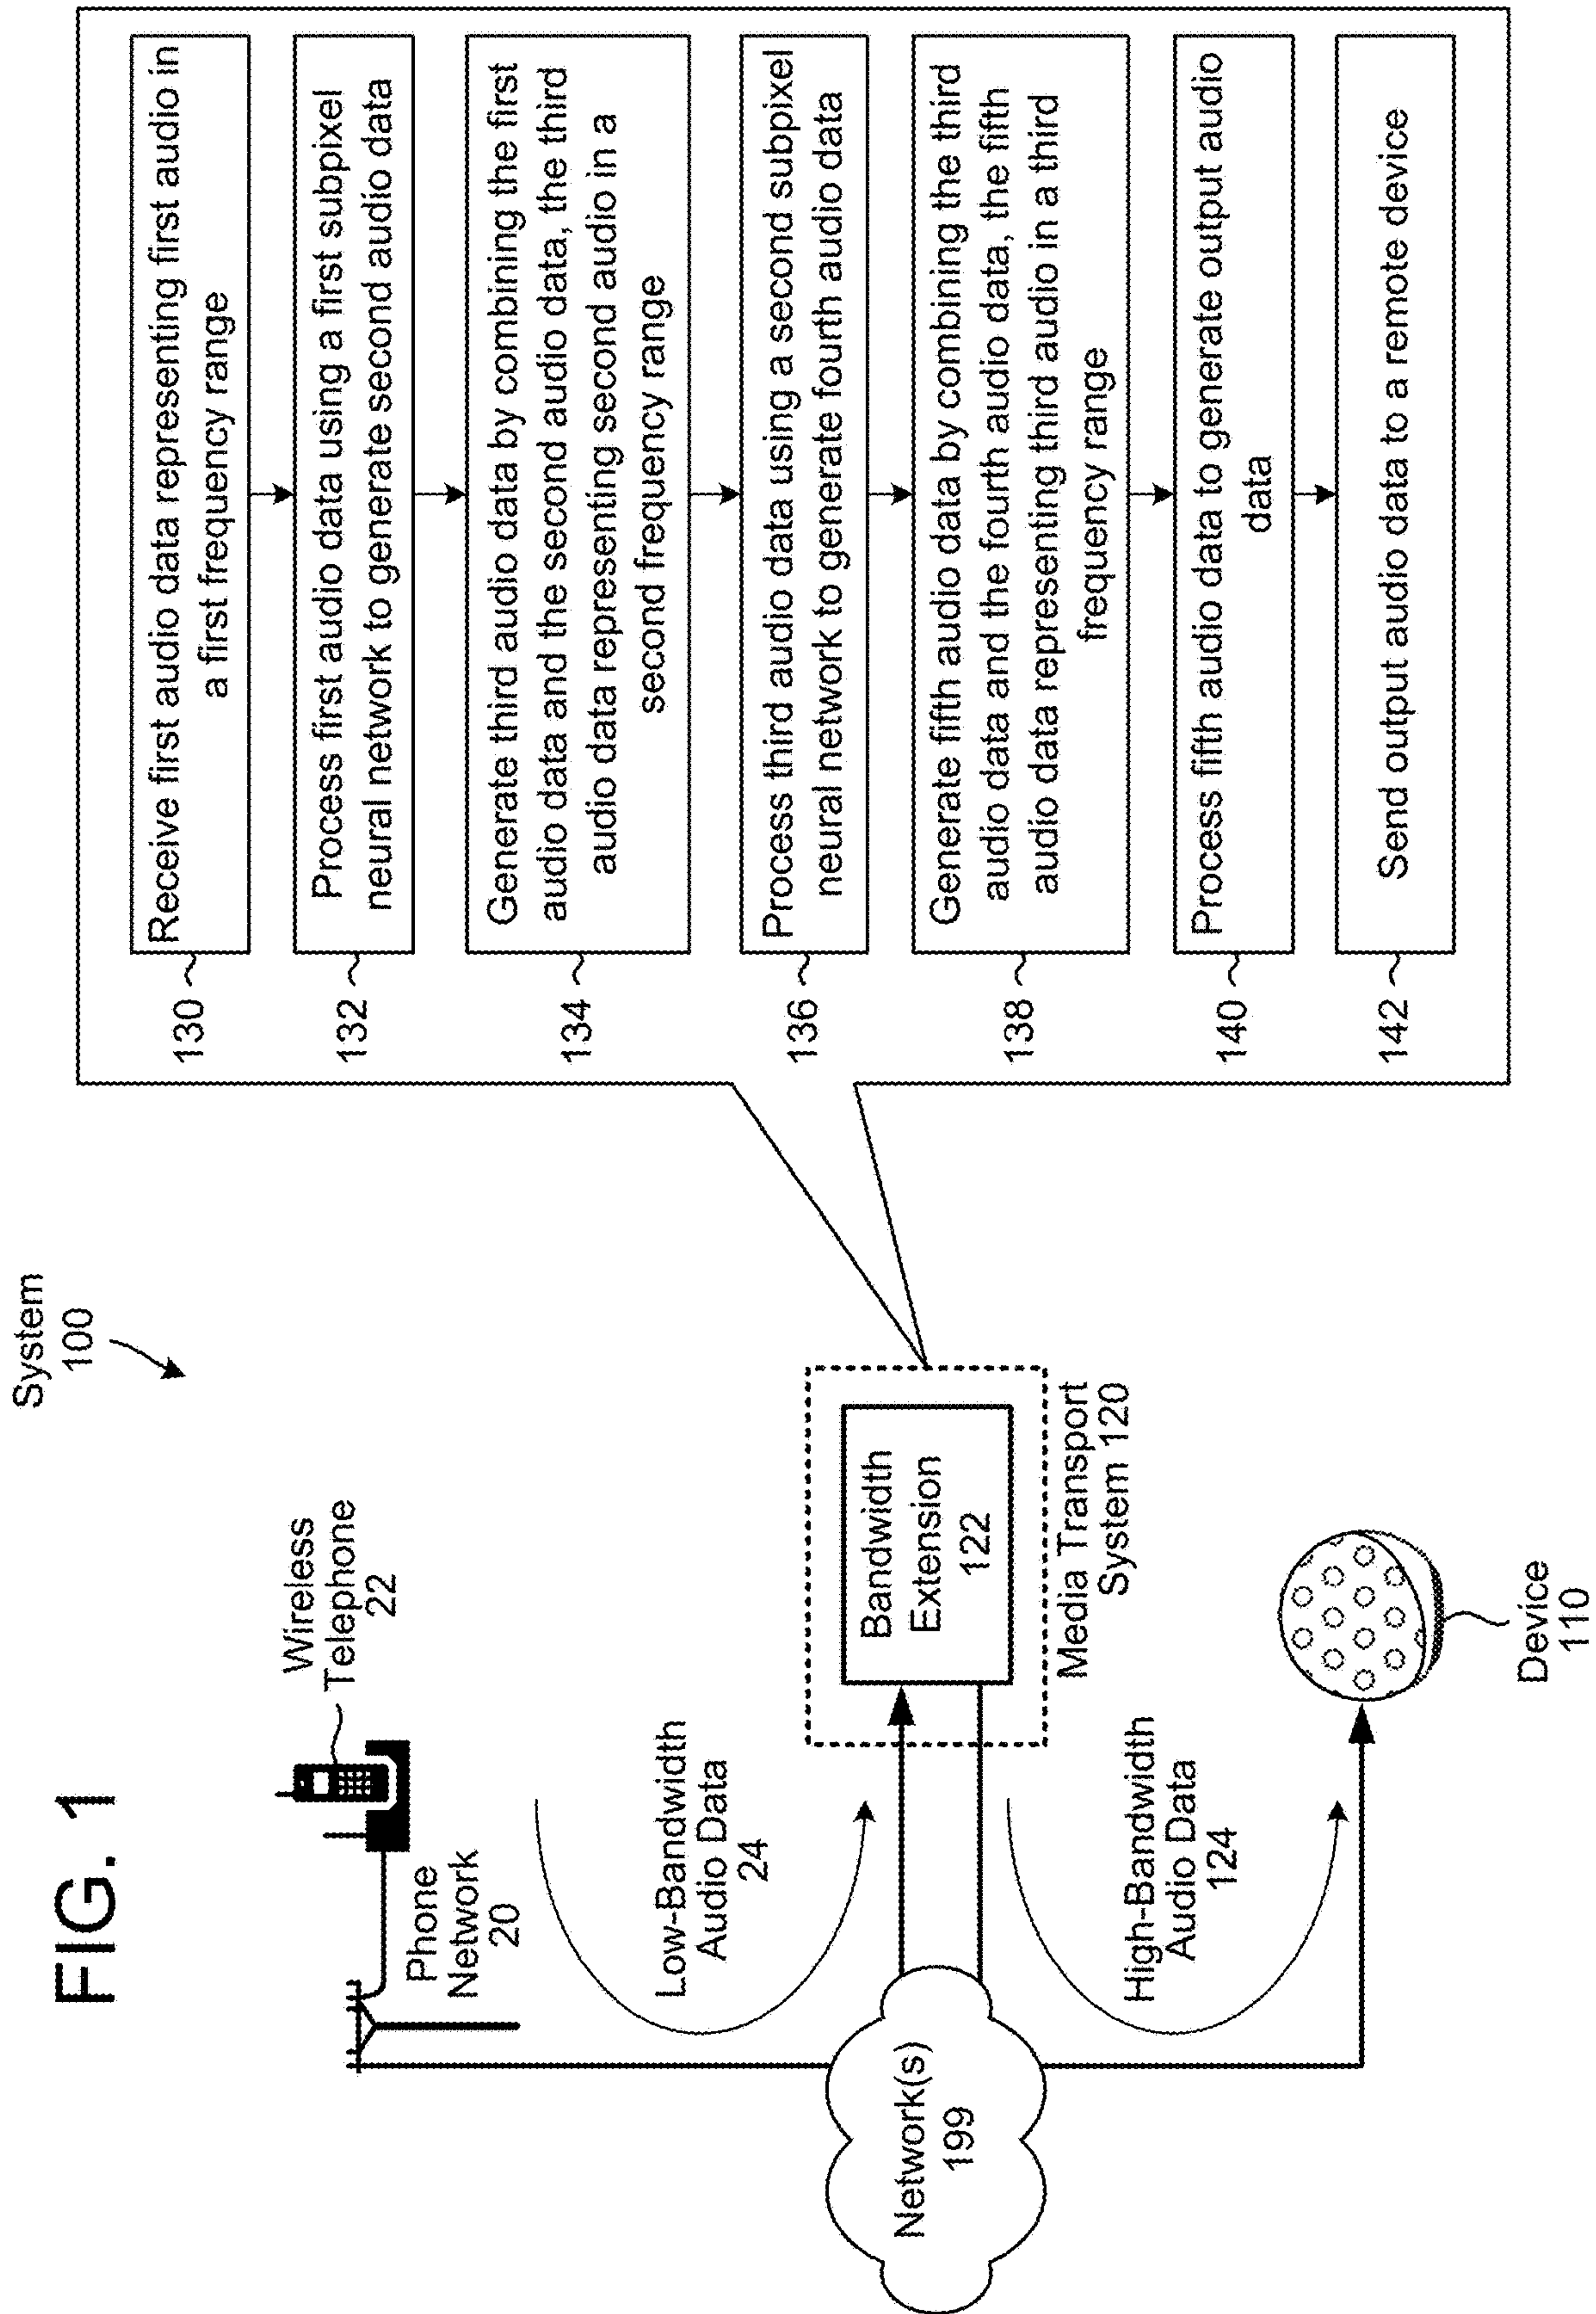 FIG. 1
System
100
Wireless
Telephone
22
Phone
Network
20
Low-Bandwidth
Audio Data
24
Bandwidth
Extension
122
Media Transport
System 120
Network(s)
199
High-Bandwidth
Audio Data
124
Device
110
130
Receive first audio data representing first audio in
a first frequency range
132
Process first audio data using a first subpixel
neural network to generate second audio data
134
Generate third audio data by combining the first
audio data and the second audio data, the third
audio data representing second audio in a
second frequency range
136
Process third audio data using a second subpixel
neural network to generate fourth audio data
138
Generate fifth audio data by combining the third
audio data and the fourth audio data, the fifth
audio data representing third audio in a third
frequency range
140
Process fifth audio data to generate output audio
data
142
Send output audio data to a remote device